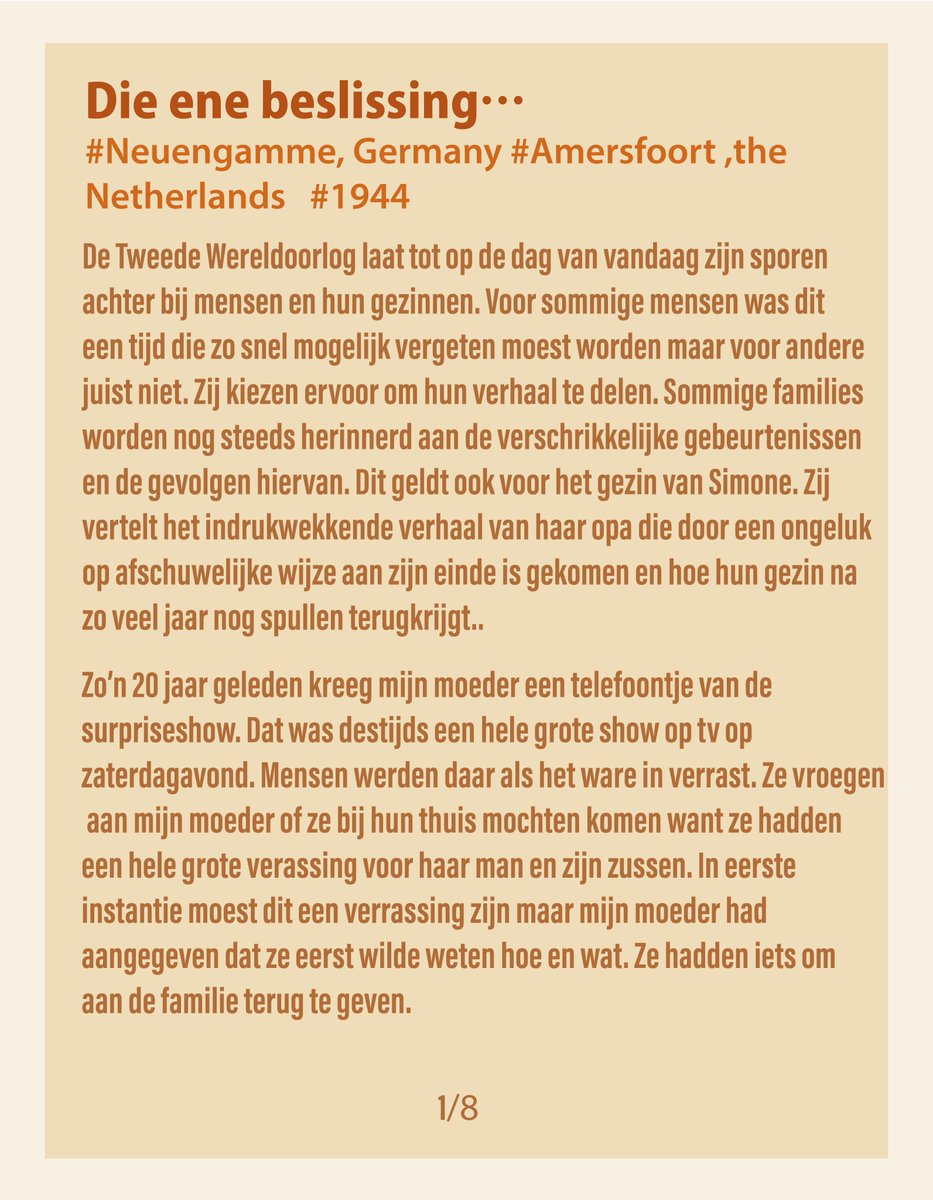 Die ene beslissing…
#Neuengamme, Germany #Amersfoort ,the
Netherlands #1944
De Tweede Wereldoorlog laat tot op de dag van vandaag zijn sporen
achter bij mensen en hun gezinnen. Voor sommige mensen was dit
een tijd die zo snel mogelijk vergeten moest worden maar voor andere
juist niet. Zij kiezen ervoor om hun verhaal te delen. Sommige families
worden nog steeds herinnerd aan de verschrikkelijke gebeurtenissen
en de gevolgen hiervan. Dit geldt ook voor het gezin van Simone. Zij
vertelt het indrukwekkende verhaal van haar opa die door een ongeluk
op afschuwelijke wijze aan zijn einde is gekomen en hoe hun gezin na
zo veel jaar nog spullen terugkrijgt..
Zo’n 20 jaar geleden kreeg mijn moeder een telefoontje van de
surpriseshow. Dat was destijds een hele grote show op tv op
zaterdagavond. Mensen werden daar als het ware in verrast. Ze vroegen
aan mijn moeder of ze bij hun thuis mochten komen want ze hadden
een hele grote verassing voor haar man en zijn zussen. In eerste
instantie moest dit een verrassing zijn maar mijn moeder had
aangegeven dat ze eerst wilde weten hoe en wat. Ze hadden iets om
aan de familie terug te geven.
1/8